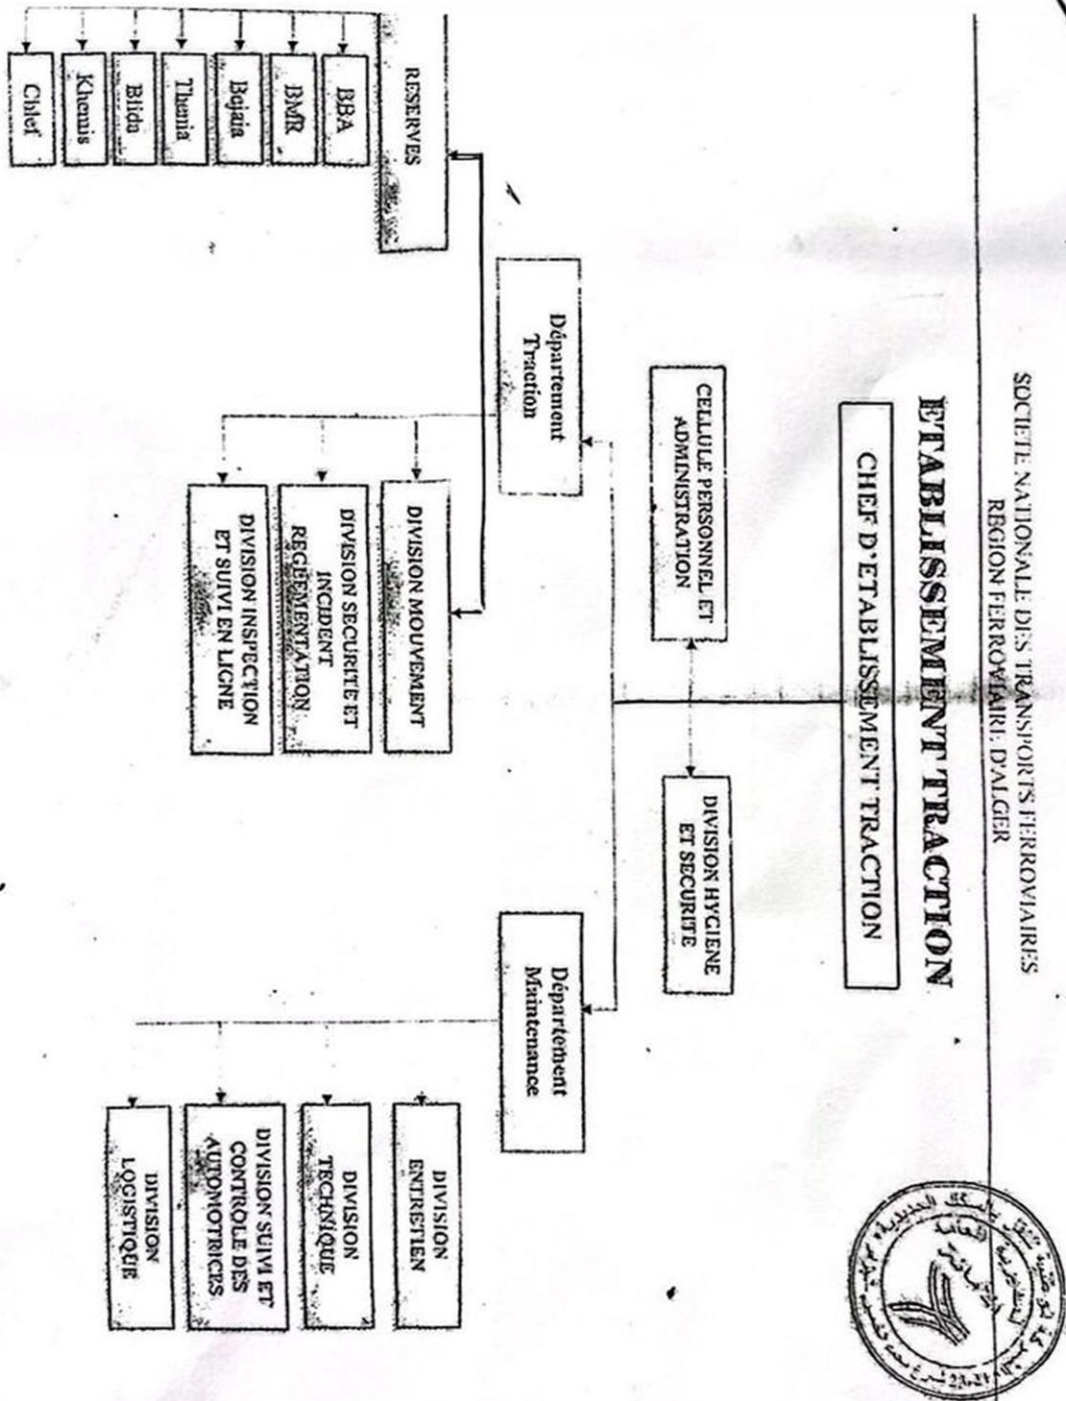 SOCIETE NATIONALE DES TRANSPORTS FERROVIAIRES
REGION FERROVIAIRE D'ALGER
ETABLISSEMENT TRACTION
CHEF D'ETABLISSEMENT TRACTION
CELLULE PERSONNEL ET
ADMINISTRATION
DIVISION HYGIENE
ET SECURITE
Département
Traction
Département
Maintenance
RESERVES
BBA
BMR
Bejaia
Thenia
Blida
Khemis
Chlef
DIVISION MOUVEMENT
DIVISION SECURITE ET
INCIDENT
REGLEMENTATION
DIVISION INSPECTION
ET SUIVI EN LIGNE
DIVISION
ENTRETIEN
DIVISION
TECHNIQUE
DIVISION SUIVI ET
CONTROLE DES
AUTOMOTRICES
DIVISION
LOGISTIQUE